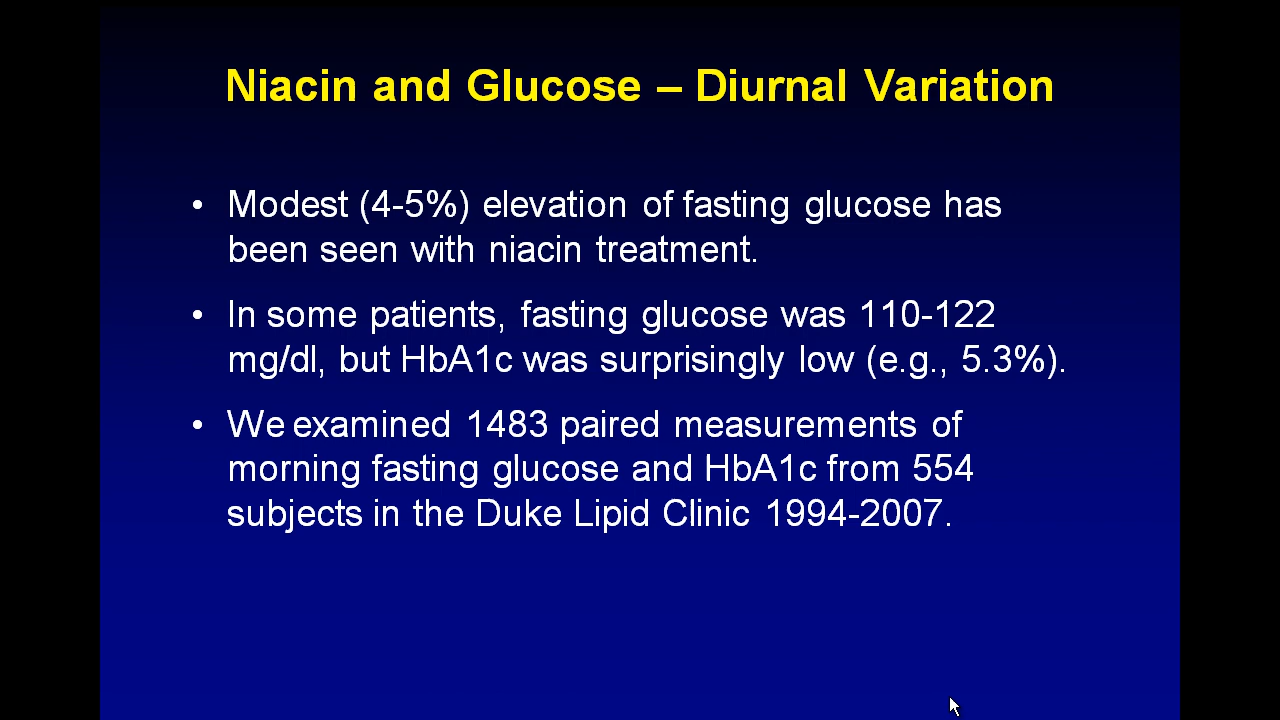 Niacin and Glucose – Diurnal Variation
• Modest (4-5%) elevation of fasting glucose has
been seen with niacin treatment.
• In some patients, fasting glucose was 110-122
mg/dl, but HbA1c was surprisingly low (e.g., 5.3%).
• We examined 1483 paired measurements of
morning fasting glucose and HbA1c from 554
subjects in the Duke Lipid Clinic 1994-2007.